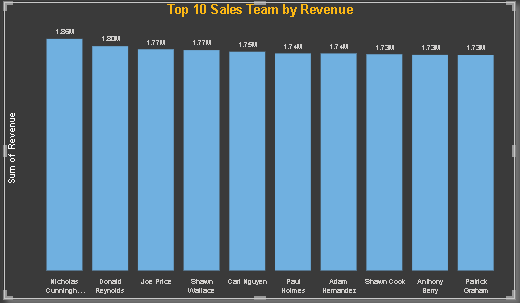 Top 10 Sales Team by Revenue
1.86M 1.80M 1.77M 1.77M 1.75M 1.74M 1.74M 1.73M 1.73M 1.73M
Sum of Revenue
Nicholas Donald Joe Price Shawn Carl Nguyen Paul Adam Shawn Cook Anthony Patrick
Cunningh... Reynolds Wallace Holmes Hernandez Berry Graham